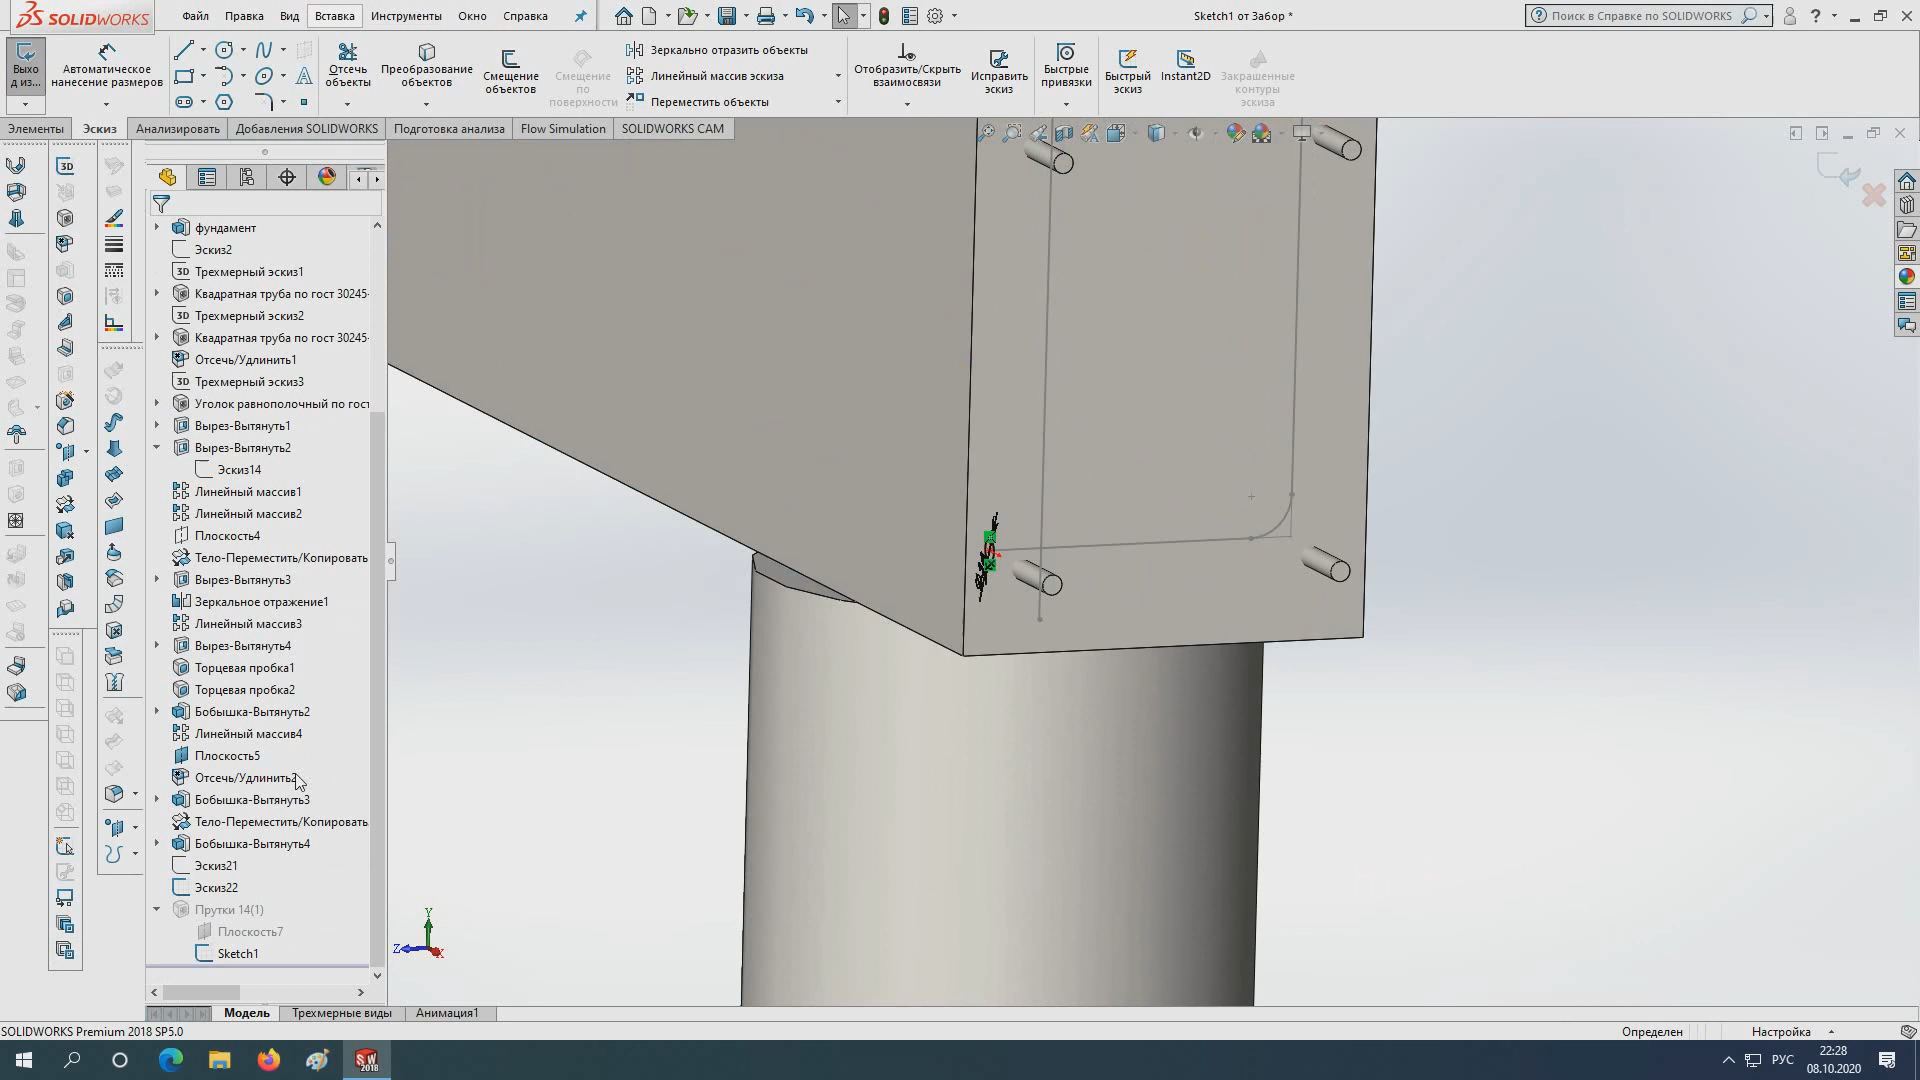 SOLIDWORKS
Файл
Правка
Вид
Вставка
Инструменты
Окно
Справка
Sketch1 от Забор *
Поиск в Справке по SOLIDWORKS
Выхо
д из...
Автоматическое
нанесение размеров
Отсечь
объекты
Преобразование
объектов
Смещение
объектов
Смещение
по
поверхности
Зеркально отразить объекты
Линейный массив эскиза
Переместить объекты
Отобразить/Скрыть
взаимосвязи
Исправить
эскиз
Быстрые
привязки
Быстрый
эскиз
Instant2D
Закрашенные
контуры
эскиза
Элементы
Эскиз
Анализировать
Добавления SOLIDWORKS
Подготовка анализа
Flow Simulation
SOLIDWORKS CAM
3D
фундамент
Эскиз2
3D Трехмерный эскиз1
Квадратная труба по гост 30245-
3D Трехмерный эскиз2
Квадратная труба по гост 30245-
Отсечь/Удлинить1
3D Трехмерный эскиз3
Уголок равнополочный по гост
Вырез-Вытянуть1
Вырез-Вытянуть2
Эскиз14
Линейный массив1
Линейный массив2
Плоскость4
Тело-Переместить/Копировать
Вырез-Вытянуть3
Зеркальное отражение1
Линейный массив3
Вырез-Вытянуть4
Торцевая пробка1
Торцевая пробка2
Бобышка-Вытянуть2
Линейный массив4
Плоскость5
Отсечь/Удлинить2
Бобышка-Вытянуть3
Тело-Переместить/Копировать
Бобышка-Вытянуть4
Эскиз21
Эскиз22
Прутки 14(1)
Плоскость7
Sketch1
Y
Z
X
Модель
Трехмерные виды
Анимация1
SOLIDWORKS Premium 2018 SP5.0
Определен
Настройка
SW
2018
РУС
22:28
08.10.2020